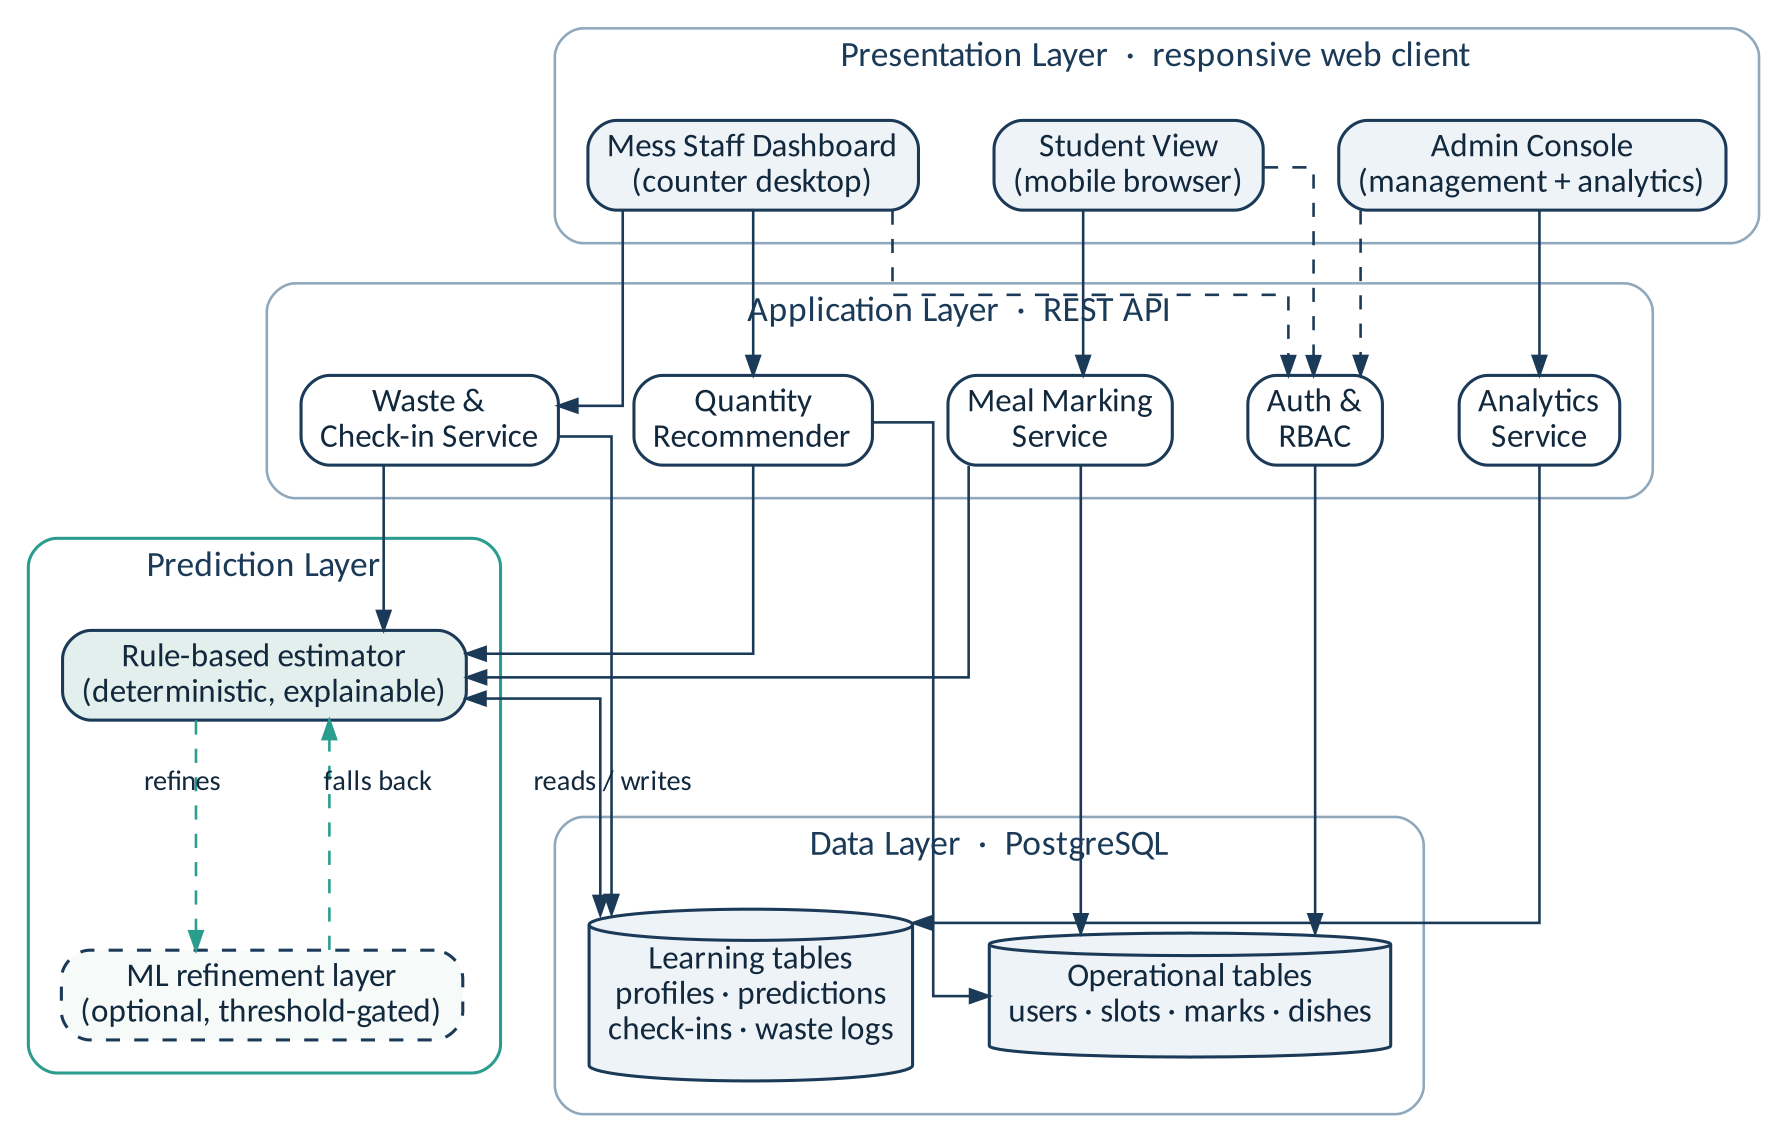 Presentation Layer · responsive web client
Mess Staff Dashboard
(counter desktop)
Student View
(mobile browser)
Admin Console
(management + analytics)
Application Layer · REST API
Waste &
Check-in Service
Quantity
Recommender
Meal Marking
Service
Auth &
RBAC
Analytics
Service
Prediction Layer
Rule-based estimator
(deterministic, explainable)
refines
falls back
reads / writes
ML refinement layer
(optional, threshold-gated)
Data Layer · PostgreSQL
Learning tables
profiles · predictions
check-ins · waste logs
Operational tables
users · slots · marks · dishes